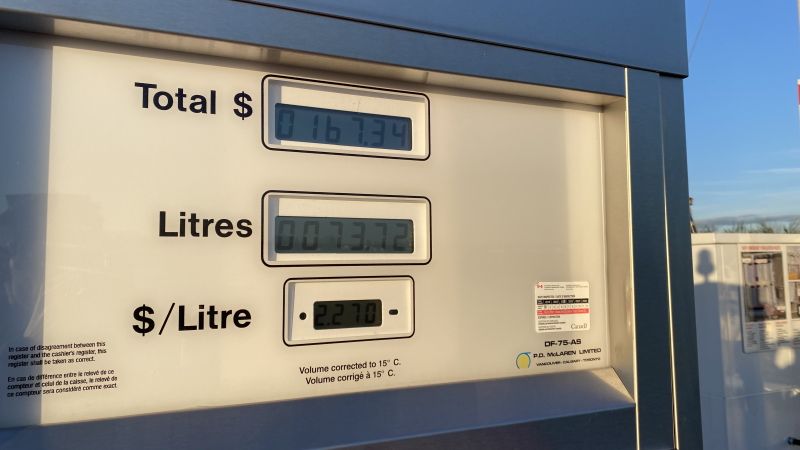 Total $
0167.34
Litres
0073.72
$/Litre
2.270
In case of disagreement between this
register and the cashier's register, this
register shall be taken as correct.
En cas de différence entre le relevé de ce
compteur et celui de la caisse, le relevé de
ce compteur sera considéré comme exact.
Volume corrected to 15° C.
Volume corrigé à 15° C.
Canada
DF-75-AS
P.D. McLAREN LIMITED
VANCOUVER - CALGARY - TORONTO